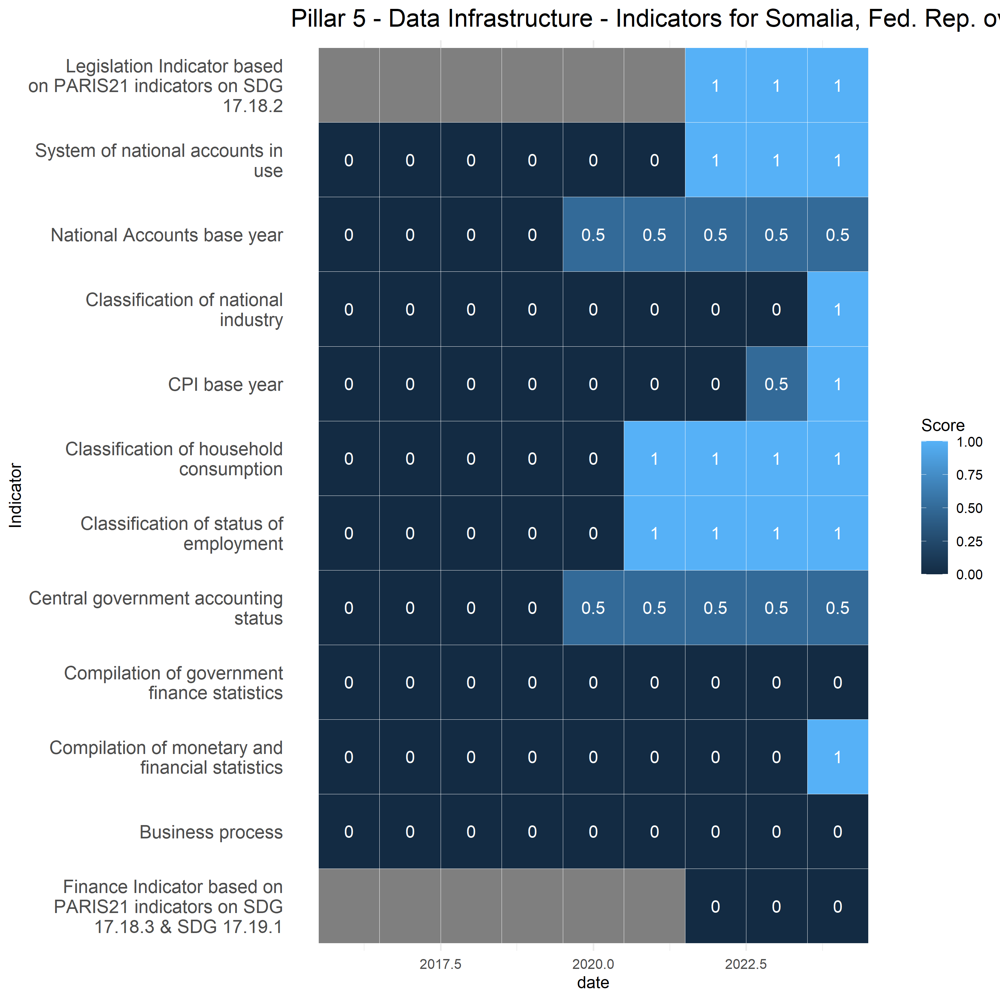 Pillar 5 - Data Infrastructure - Indicators for Somalia, Fed. Rep.
Legislation Indicator based
on PARIS21 indicators on SDG
17.18.2
1 1 1
System of national accounts in
use
0 0 0 0 0 0 1 1 1
National Accounts base year
0 0 0 0 0.5 0.5 0.5 0.5 0.5
Classification of national
industry
0 0 0 0 0 0 0 0 1
CPI base year
0 0 0 0 0 0 0 0.5 1
Classification of household
consumption
0 0 0 0 0 1 1 1 1
Classification of status of
employment
0 0 0 0 0 1 1 1 1
Central government accounting
status
0 0 0 0 0.5 0.5 0.5 0.5 0.5
Compilation of government
finance statistics
0 0 0 0 0 0 0 0 0
Compilation of monetary and
financial statistics
0 0 0 0 0 0 0 0 1
Business process
0 0 0 0 0 0 0 0 0
Finance Indicator based on
PARIS21 indicators on SDG
17.18.3 & SDG 17.19.1
0 0 0
Indicator
2017.5 2020.0 2022.5
date
Score
1.00
0.75
0.50
0.25
0.00